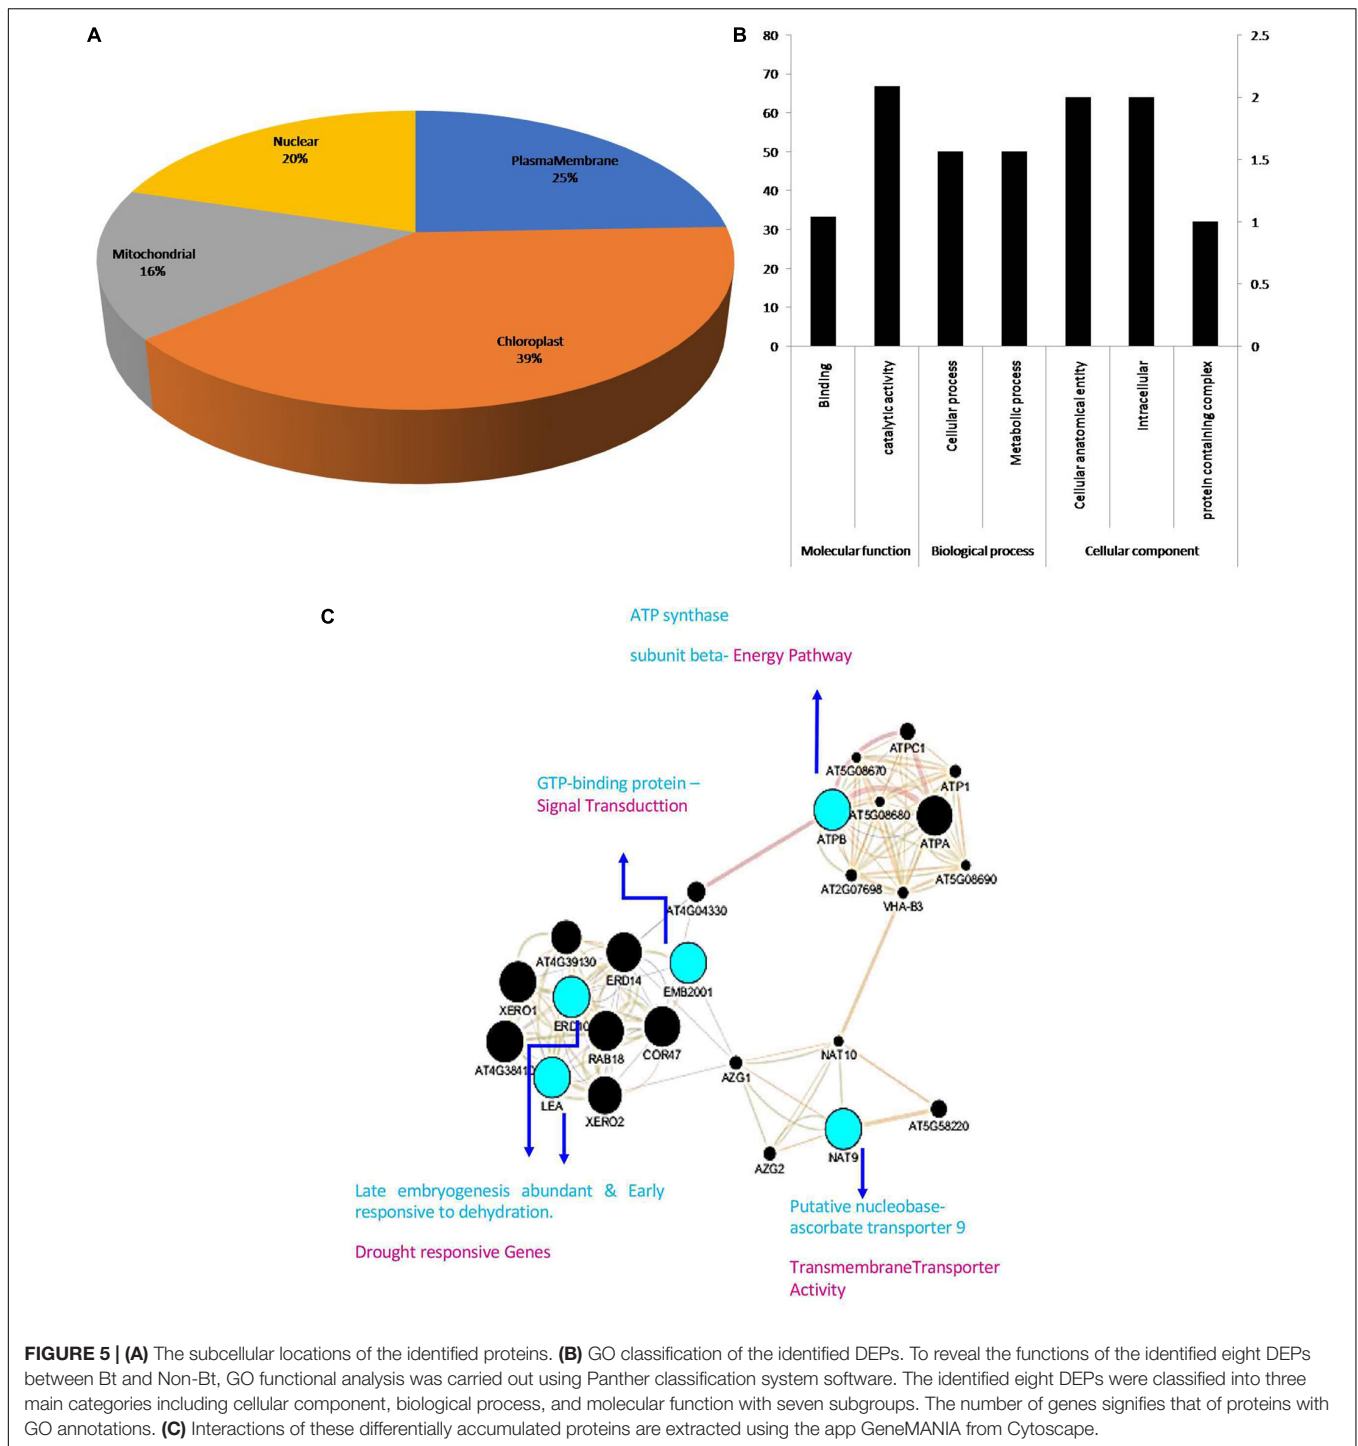 A
Nuclear
20%
PlasmaMembrane
25%
Mitochondrial
16%
Chloroplast
39%
B
80
70
60
50
40
30
20
10
0
2.5
2
1.5
1
0.5
0
Binding
catalytic activity
Cellular process
Metabolic process
Cellular anatomical entity
Intracellular
protein containing complex
Molecular function
Biological process
Cellular component
C
ATP synthase
subunit beta- Energy Pathway
GTP-binding protein –
Signal Transducttion
ATPC1
AT5G08670
ATP1
AT5G08680
ATPB
ATPA
AT2G07698
AT5G08690
VHA-B3
AT4G04330
AT4G39130
ERD14
EMB2001
XERO1
ERD10
RAB18
COR47
AT4G38410
LEA
XERO2
AZG1
NAT10
AT5G58220
AZG2
NAT9
Late embryogenesis abundant & Early
responsive to dehydration.
Drought responsive Genes
Putative nucleobase-
ascorbate transporter 9
TransmembraneTransporter
Activity
FIGURE 5 | (A) The subcellular locations of the identified proteins. (B) GO classification of the identified DEPs. To reveal the functions of the identified eight DEPs
between Bt and Non-Bt, GO functional analysis was carried out using Panther classification system software. The identified eight DEPs were classified into three
main categories including cellular component, biological process, and molecular function with seven subgroups. The number of genes signifies that of proteins with
GO annotations. (C) Interactions of these differentially accumulated proteins are extracted using the app GeneMANIA from Cytoscape.